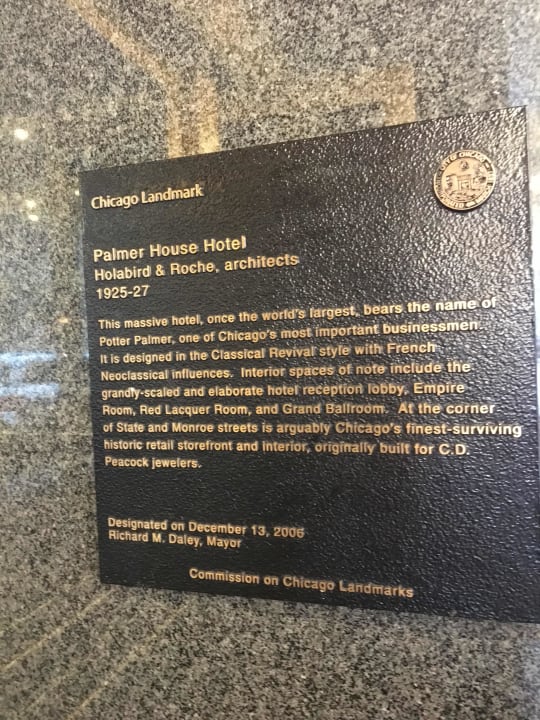 Chicago Landmark
Palmer House Hotel
Holabird & Roche, architects
1925-27
This massive hotel, once the world's largest, bears the name of
Potter Palmer, one of Chicago's most important businessmen.
It is designed in the Classical Revival style with French
Neoclassical influences. Interior spaces of note include the
grandly-scaled and elaborate hotel reception lobby, Empire
Room, Red Lacquer Room, and Grand Ballroom. At the corner
of State and Monroe streets is arguably Chicago's finest-surviving
historic retail storefront and interior, originally built for C.D.
Peacock jewelers.
Designated on December 13, 2006
Richard M. Daley, Mayor
Commission on Chicago Landmarks